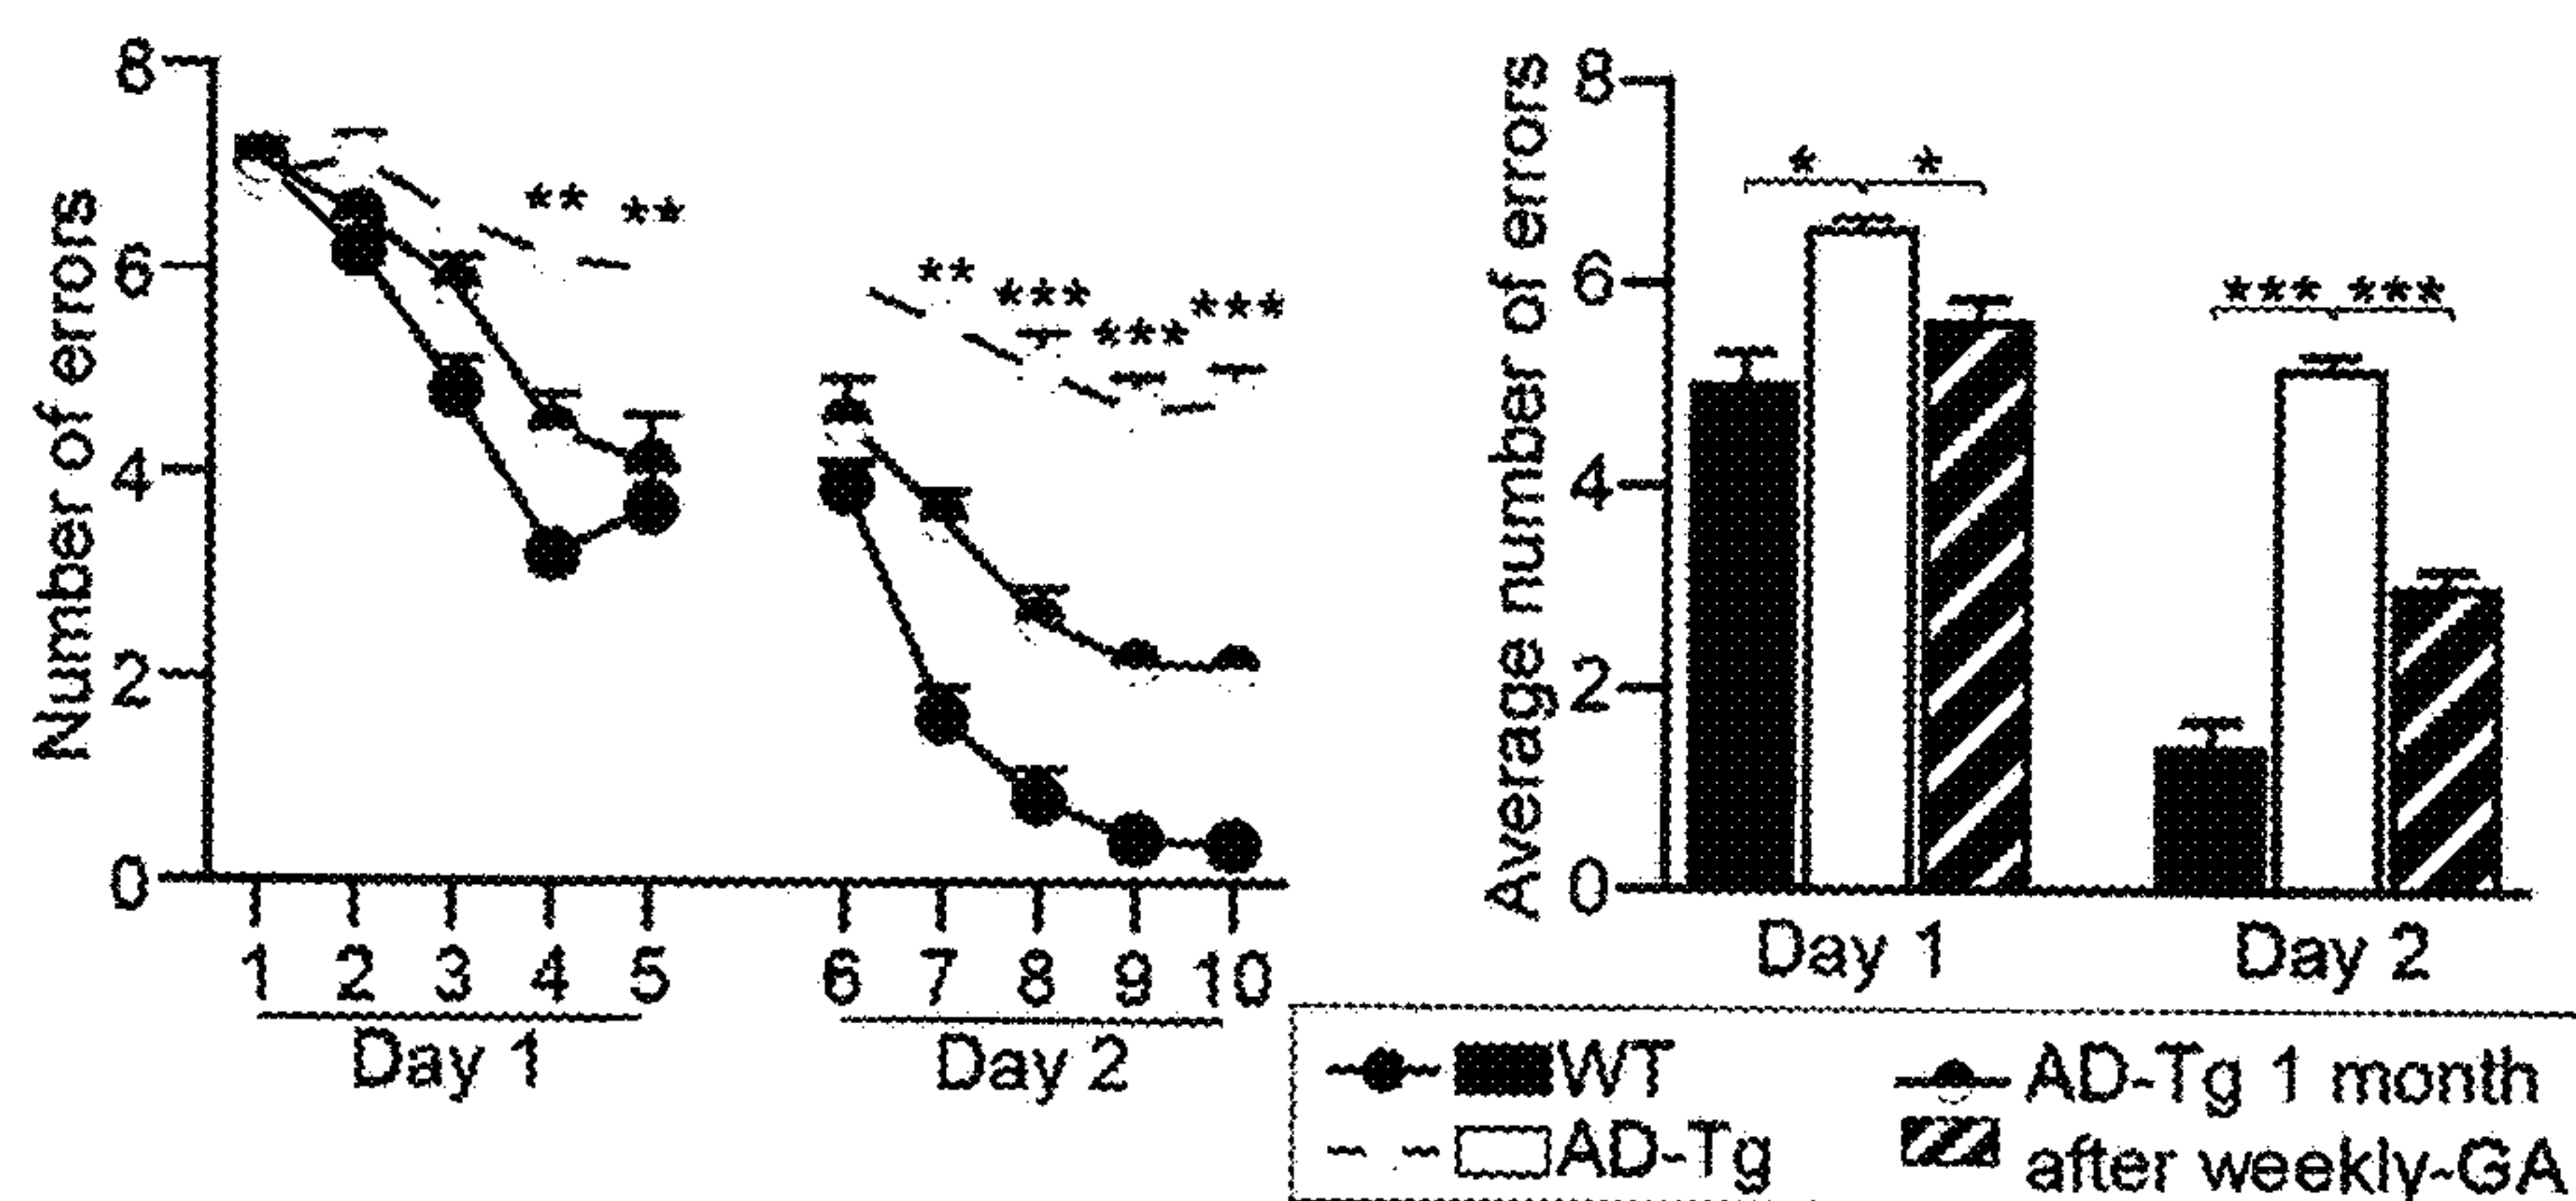 Number of errors
8
6
4
2
0
** **
** *** *** ***
1 2 3 4 5 6 7 8 9 10
Day 1 Day 2
Average number of errors
8
6
4
2
0
* *
*** ***
Day 1 Day 2
WT
AD-Tg
AD-Tg 1 month
after weekly-GA